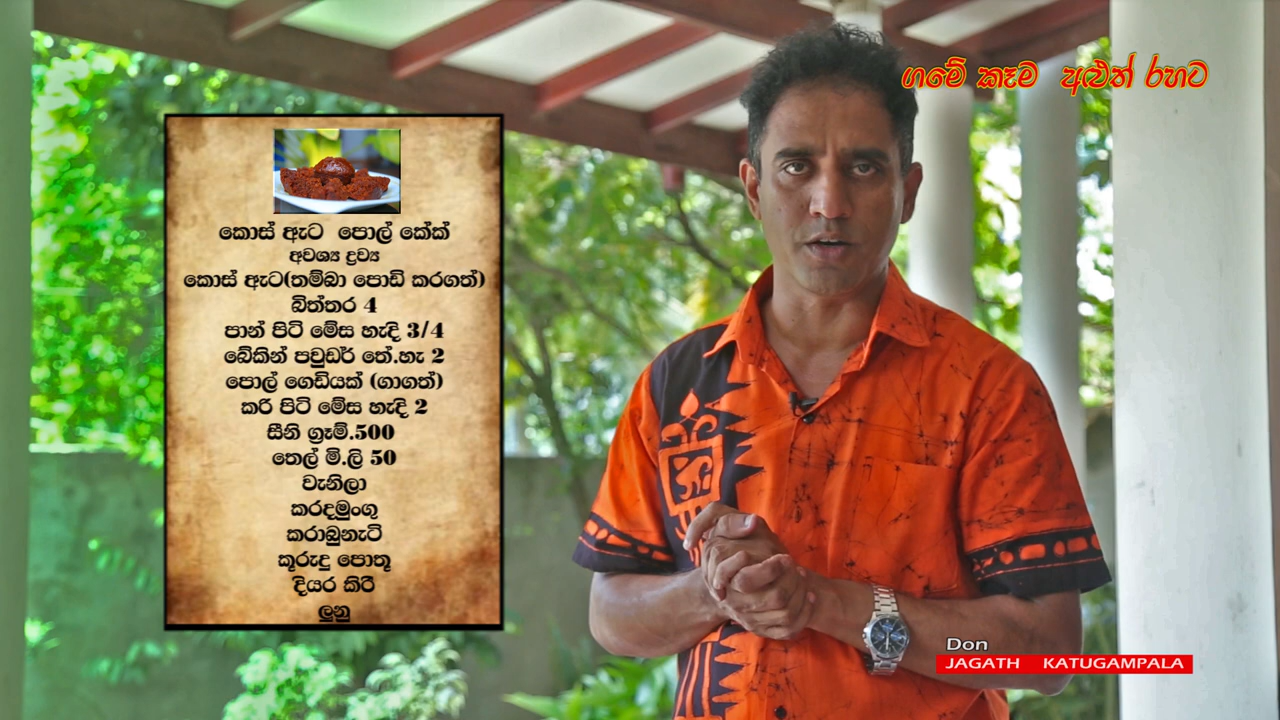 ගමේ කෑම අළුත් රහට
කොස් ඇට පොල් කේක්
අවශ්‍ය ද්‍රව්‍ය
කොස් ඇට(තම්බා පොඩි කරගත්)
බිත්තර 4
පාන් පිටි මේස හැදි 3/4
බේකින් පවුඩර් තේ.හැ 2
පොල් ගෙඩියක් (ගාගත්)
කරි පිටි මේස හැදි 2
සීනි ග්‍රෑම්.500
තෙල් මි.ලි 50
වැනිලා
කරදමුංගු
කරාබුනැටි
කූරුදු පොතූ
දියර කිරි
ලුනු
Don
JAGATH KATUGAMPALA